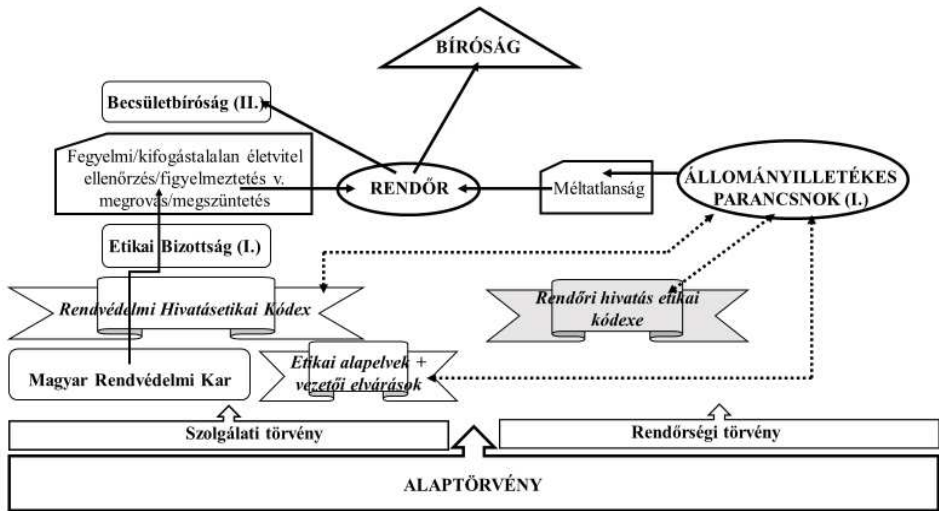 BÍRÓSÁG
Becsületbíróság (II.)
Fegyelmi/kifogástalalan életvitel
ellenőrzés/figyelmeztetés v.
megrovás/megszüntetés
RENDŐR
Méltatlanság
ÁLLOMÁNYILLETÉKES
PARANCSNOK (I.)
Etikai Bizottság (I.)
Rendvédelmi Hivatásetikai Kódex
Rendőri hivatás etikai
kódexe
Magyar Rendvédelmi Kar
Etikai alapelvek +
vezetői elvárások
Szolgálati törvény
Rendőrségi törvény
ALAPTÖRVÉNY